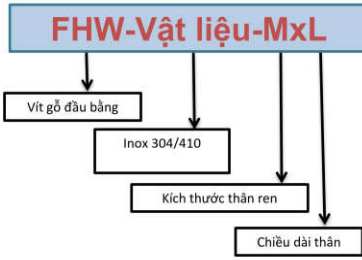 FHW-Vật liệu-MxL
Vít gỗ đầu bằng
Inox 304/410
Kích thước thân ren
Chiều dài thân